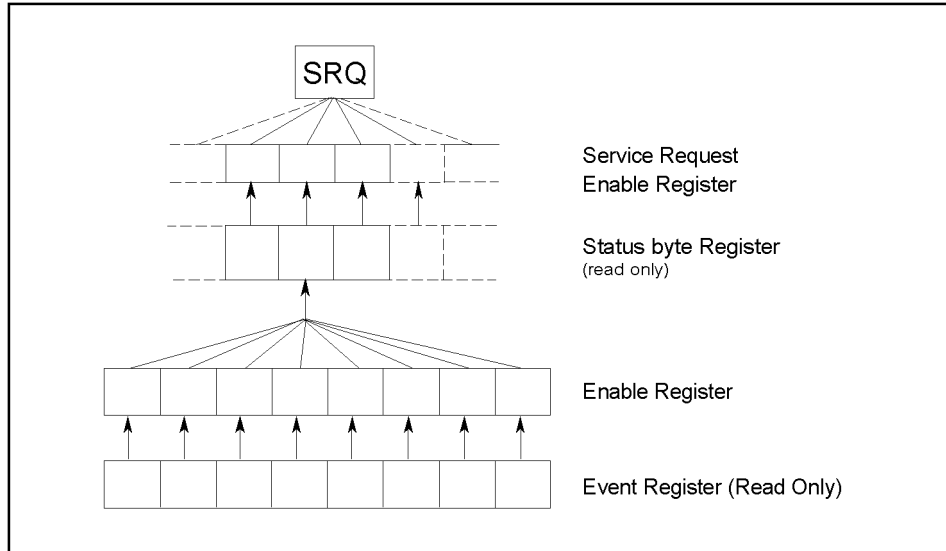 SRQ
Service Request
Enable Register
Status byte Register
(read only)
Enable Register
Event Register (Read Only)